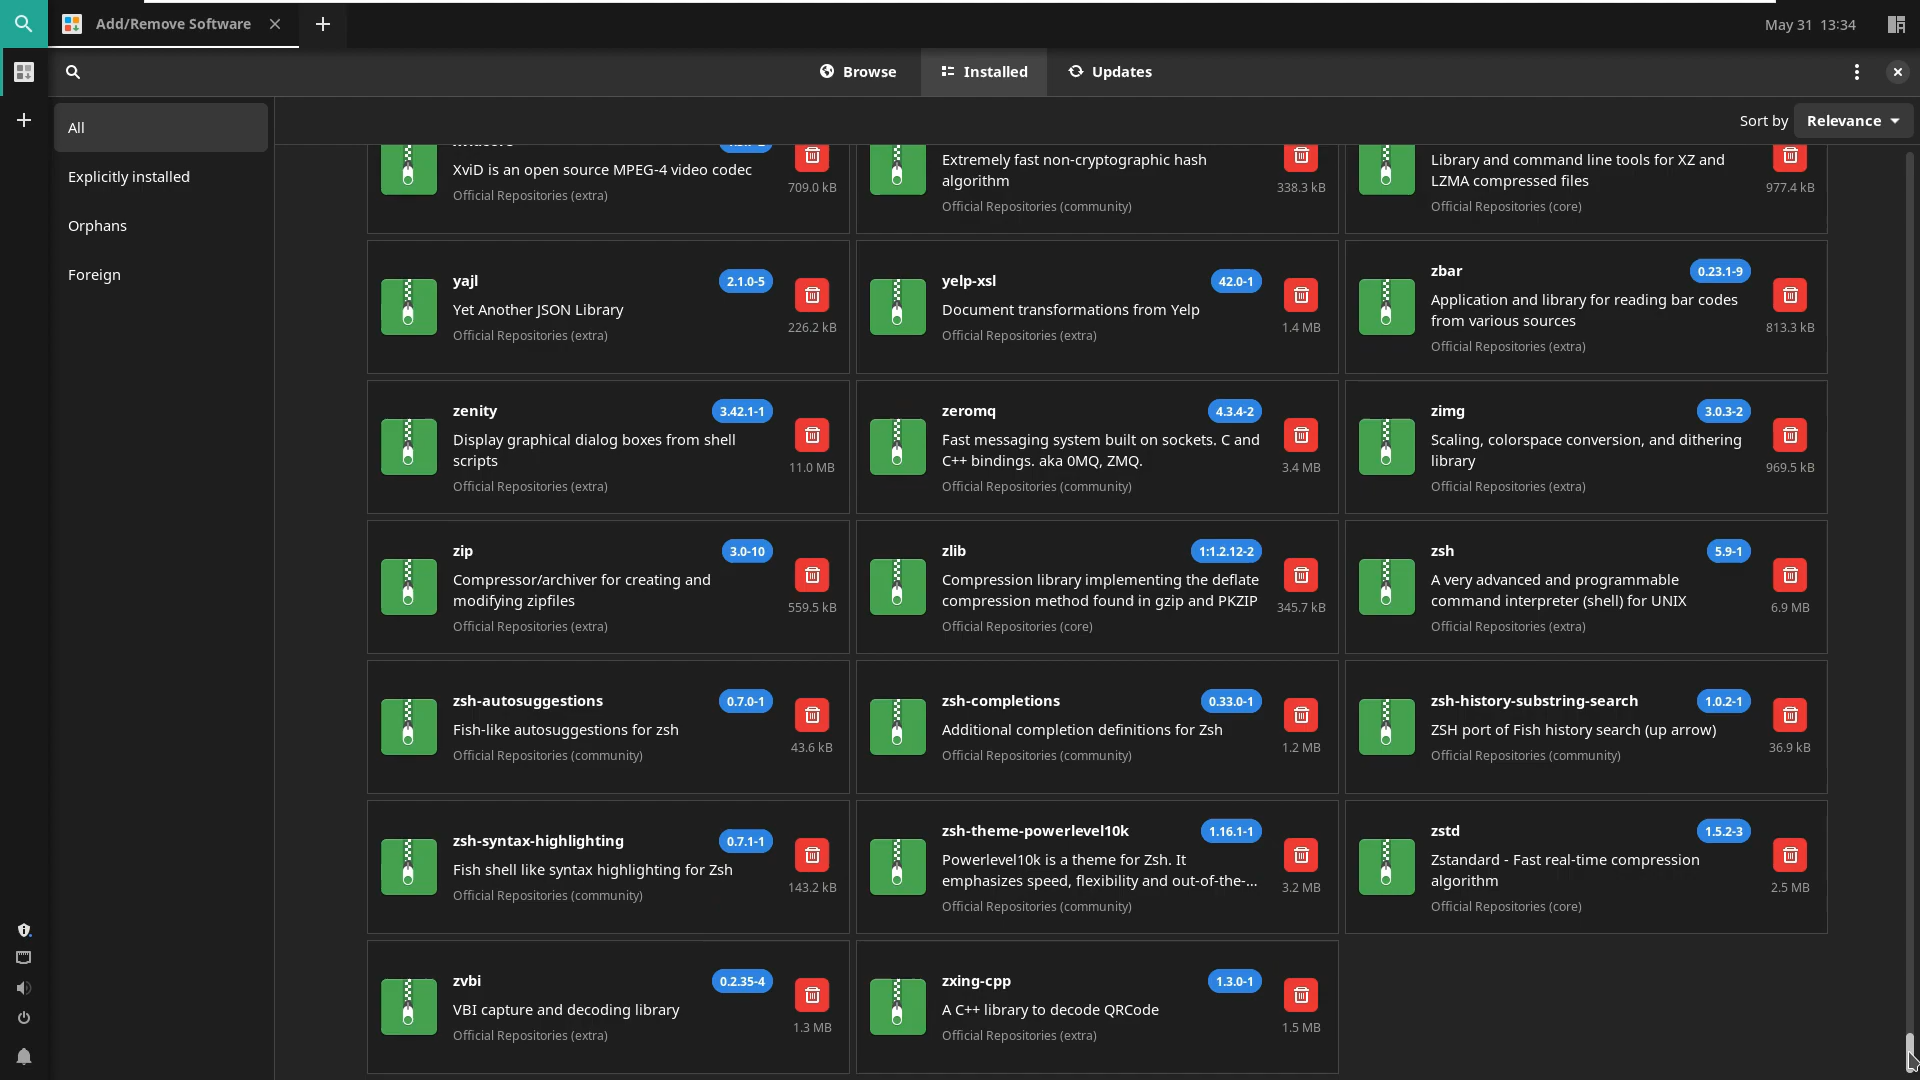 Add/Remove Software
May 31 13:34
Browse
Installed
Updates
All
Explicitly installed
Orphans
Foreign
Sort by
Relevance
XviD is an open source MPEG-4 video codec
Official Repositories (extra)
709.0 kB
Extremely fast non-cryptographic hash
algorithm
Official Repositories (community)
338.3 kB
Library and command line tools for XZ and
LZMA compressed files
Official Repositories (core)
977.4 kB
yajl
2.1.0-5
Yet Another JSON Library
Official Repositories (extra)
226.2 kB
yelp-xsl
42.0-1
Document transformations from Yelp
Official Repositories (extra)
1.4 MB
zbar
0.23.1-9
Application and library for reading bar codes
from various sources
Official Repositories (extra)
813.3 kB
zenity
3.42.1-1
Display graphical dialog boxes from shell
scripts
Official Repositories (extra)
11.0 MB
zeromq
4.3.4-2
Fast messaging system built on sockets. C and
C++ bindings. aka 0MQ, ZMQ.
Official Repositories (community)
3.4 MB
zimg
3.0.3-2
Scaling, colorspace conversion, and dithering
library
Official Repositories (extra)
969.5 kB
zip
3.0-10
Compressor/archiver for creating and
modifying zipfiles
Official Repositories (extra)
559.5 kB
zlib
1:1.2.12-2
Compression library implementing the deflate
compression method found in gzip and PKZIP
Official Repositories (core)
345.7 kB
zsh
5.9-1
A very advanced and programmable
command interpreter (shell) for UNIX
Official Repositories (extra)
6.9 MB
zsh-autosuggestions
0.7.0-1
Fish-like autosuggestions for zsh
Official Repositories (community)
43.6 kB
zsh-completions
0.33.0-1
Additional completion definitions for Zsh
Official Repositories (community)
1.2 MB
zsh-history-substring-search
1.0.2-1
ZSH port of Fish history search (up arrow)
Official Repositories (community)
36.9 kB
zsh-syntax-highlighting
0.7.1-1
Fish shell like syntax highlighting for Zsh
Official Repositories (community)
143.2 kB
zsh-theme-powerlevel10k
1.16.1-1
Powerlevel10k is a theme for Zsh. It
emphasizes speed, flexibility and out-of-the-...
Official Repositories (community)
3.2 MB
zstd
1.5.2-3
Zstandard - Fast real-time compression
algorithm
Official Repositories (core)
2.5 MB
zvbi
0.2.35-4
VBI capture and decoding library
Official Repositories (extra)
1.3 MB
zxing-cpp
1.3.0-1
A C++ library to decode QRCode
Official Repositories (extra)
1.5 MB